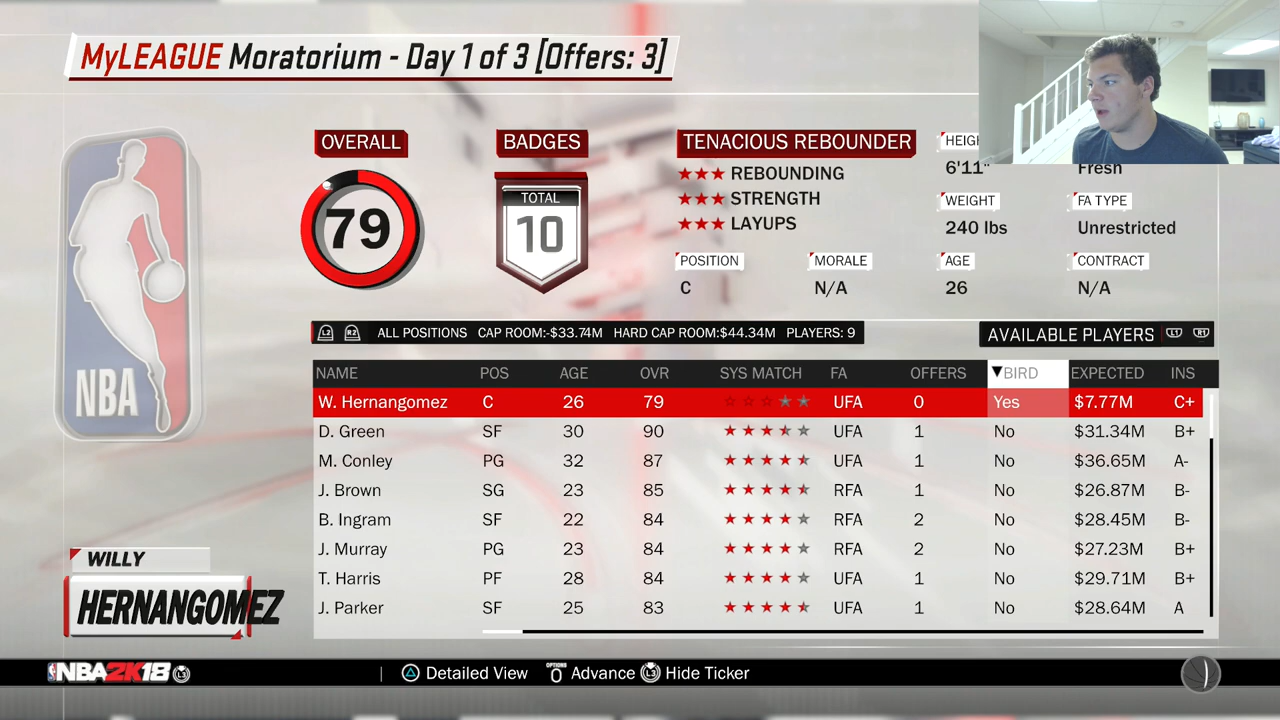 MyLEAGUE Moratorium - Day 1 of 3 [Offers: 3]
OVERALL
79
BADGES
TOTAL
10
TENACIOUS REBOUNDER
★★★ REBOUNDING
★★★ STRENGTH
★★★ LAYUPS
6'11"
Fresh
WEIGHT FA TYPE
240 lbs Unrestricted
POSITION MORALE AGE CONTRACT
C N/A 26 N/A
L2 R2 ALL POSITIONS CAP ROOM:-$33.74M HARD CAP ROOM:$44.34M PLAYERS: 9
AVAILABLE PLAYERS L1 R1
NAME POS AGE OVR SYS MATCH FA OFFERS ▼BIRD EXPECTED INS
W. Hernangomez C 26 79 UFA 0 Yes $7.77M C+
D. Green SF 30 90 UFA 1 No $31.34M B+
M. Conley PG 32 87 UFA 1 No $36.65M A-
J. Brown SG 23 85 RFA 1 No $26.87M B-
B. Ingram SF 22 84 RFA 2 No $28.45M B-
J. Murray PG 23 84 RFA 2 No $27.23M B+
T. Harris PF 28 84 UFA 1 No $29.71M B+
J. Parker SF 25 83 UFA 1 No $28.64M A
NBA
WILLY
HERNANGOMEZ
NBA2K18 L3 | Detailed View OPTIONS Advance L3 Hide Ticker